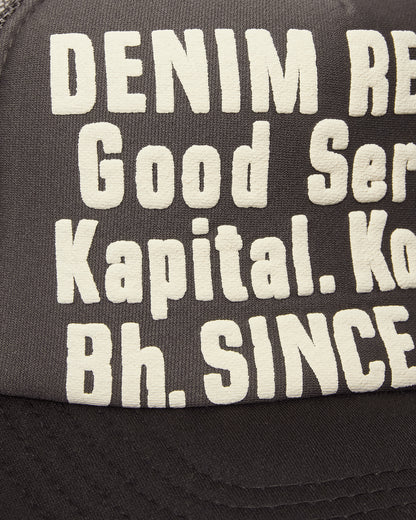 DENIM RE
Good Ser
Kapital. Ko
Bh. SINCE